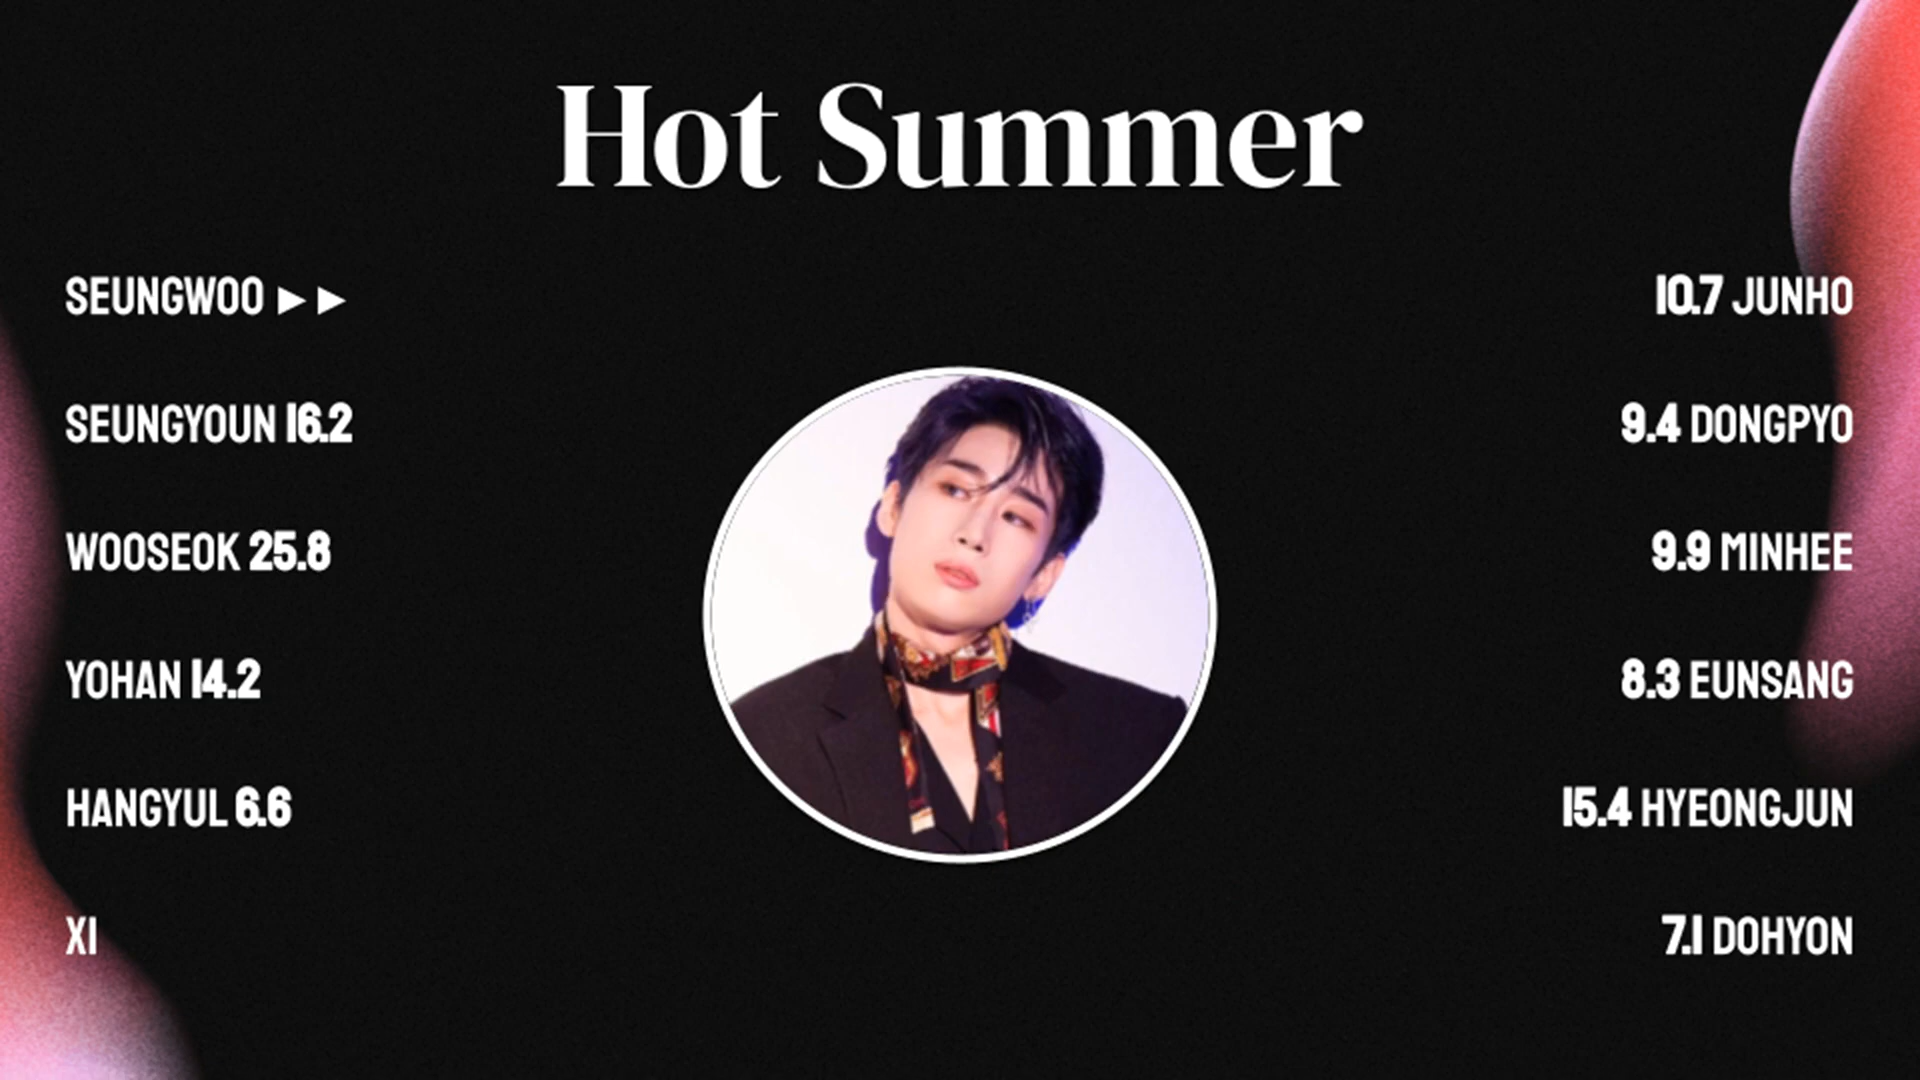 Hot Summer
SEUNGWOO ▶ ▶
SEUNGYOUN 16.2
WOOSEOK 25.8
YOHAN 14.2
HANGYUL 6.6
XI
10.7 JUNHO
9.4 DONGPYO
9.9 MINHEE
8.3 EUNSANG
15.4 HYEONGJUN
7.1 DOHYON